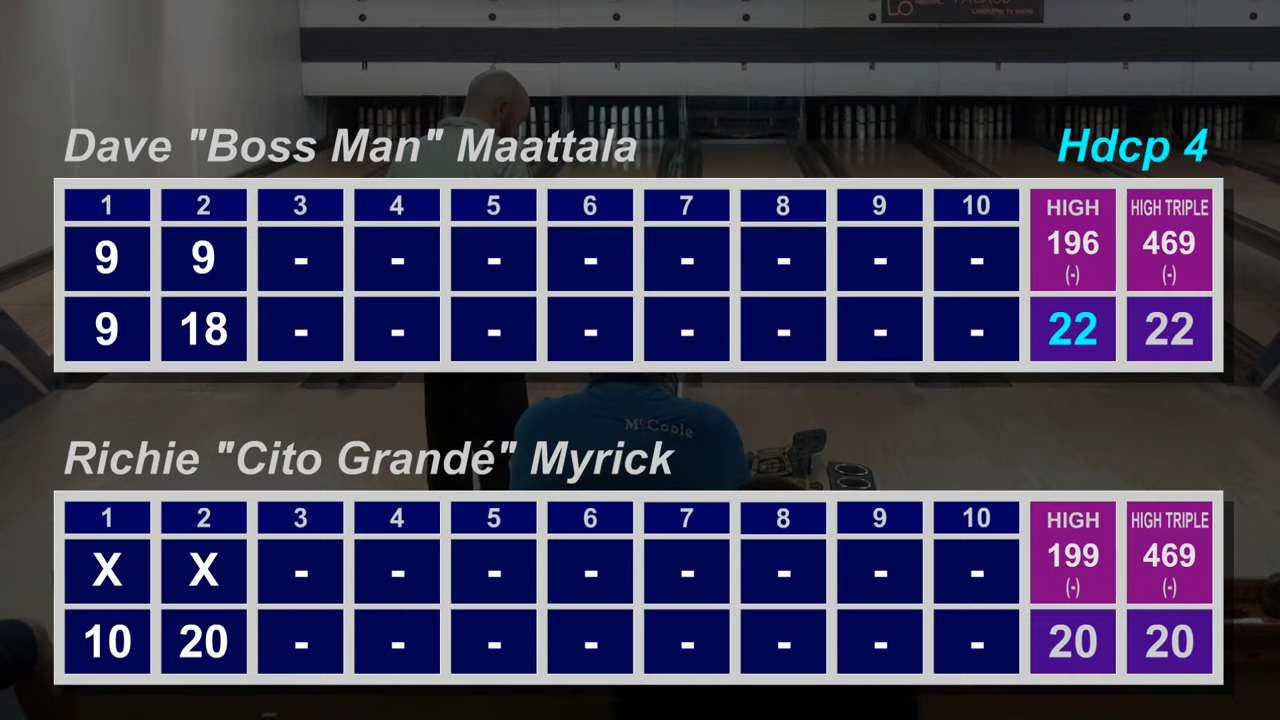 LO
Dave "Boss Man" Maattala
Hdcp 4
1 2 3 4 5 6 7 8 9 10 HIGH HIGH TRIPLE
9 9 - - - - - - - - 196 469
(-) (-)
9 18 - - - - - - - - 22 22
McCoole
Richie "Cito Grandé" Myrick
1 2 3 4 5 6 7 8 9 10 HIGH HIGH TRIPLE
X X - - - - - - - - 199 469
(-) (-)
10 20 - - - - - - - - 20 20